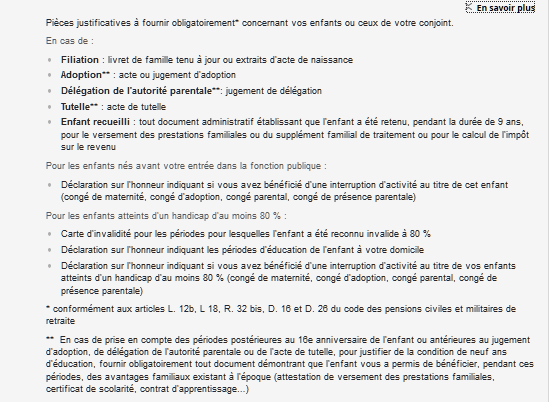 En savoir plus
Pièces justificatives à fournir obligatoirement* concernant vos enfants ou ceux de votre conjoint.
En cas de :
Filiation : livret de famille tenu à jour ou extraits d'acte de naissance
Adoption** : acte ou jugement d'adoption
Délégation de l'autorité parentale**: jugement de délégation
Tutelle** : acte de tutelle
Enfant recueilli : tout document administratif établissant que l'enfant a été retenu, pendant la durée de 9 ans,
pour le versement des prestations familiales ou du supplément familial de traitement ou pour le calcul de l'impôt
sur le revenu
Pour les enfants nés avant votre entrée dans la fonction publique :
Déclaration sur l'honneur indiquant si vous avez bénéficié d'une interruption d'activité au titre de cet enfant
(congé de maternité, congé d'adoption, congé parental, congé de présence parentale)
Pour les enfants atteints d'un handicap d'au moins 80 % :
Carte d'invalidité pour les périodes pour lesquelles l'enfant a été reconnu invalide à 80 %
Déclaration sur l'honneur indiquant les périodes d'éducation de l'enfant à votre domicile
Déclaration sur l'honneur indiquant si vous avez bénéficié d'une interruption d'activité au titre de vos enfants
atteints d'un handicap d'au moins 80 % (congé de maternité, congé d'adoption, congé parental, congé de
présence parentale)
* conformément aux articles L. 12b, L 18, R. 32 bis, D. 16 et D. 26 du code des pensions civiles et militaires de
retraite
** En cas de prise en compte des périodes postérieures au 16e anniversaire de l'enfant ou antérieures au jugement
d'adoption, de délégation de l'autorité parentale ou de l'acte de tutelle, pour justifier de la condition de neuf ans
d'éducation, fournir obligatoirement tout document démontrant que l'enfant vous a permis de bénéficier, pendant ces
périodes, des avantages familiaux existant à l'époque (attestation de versement des prestations familiales,
certificat de scolarité, contrat d'apprentissage...)